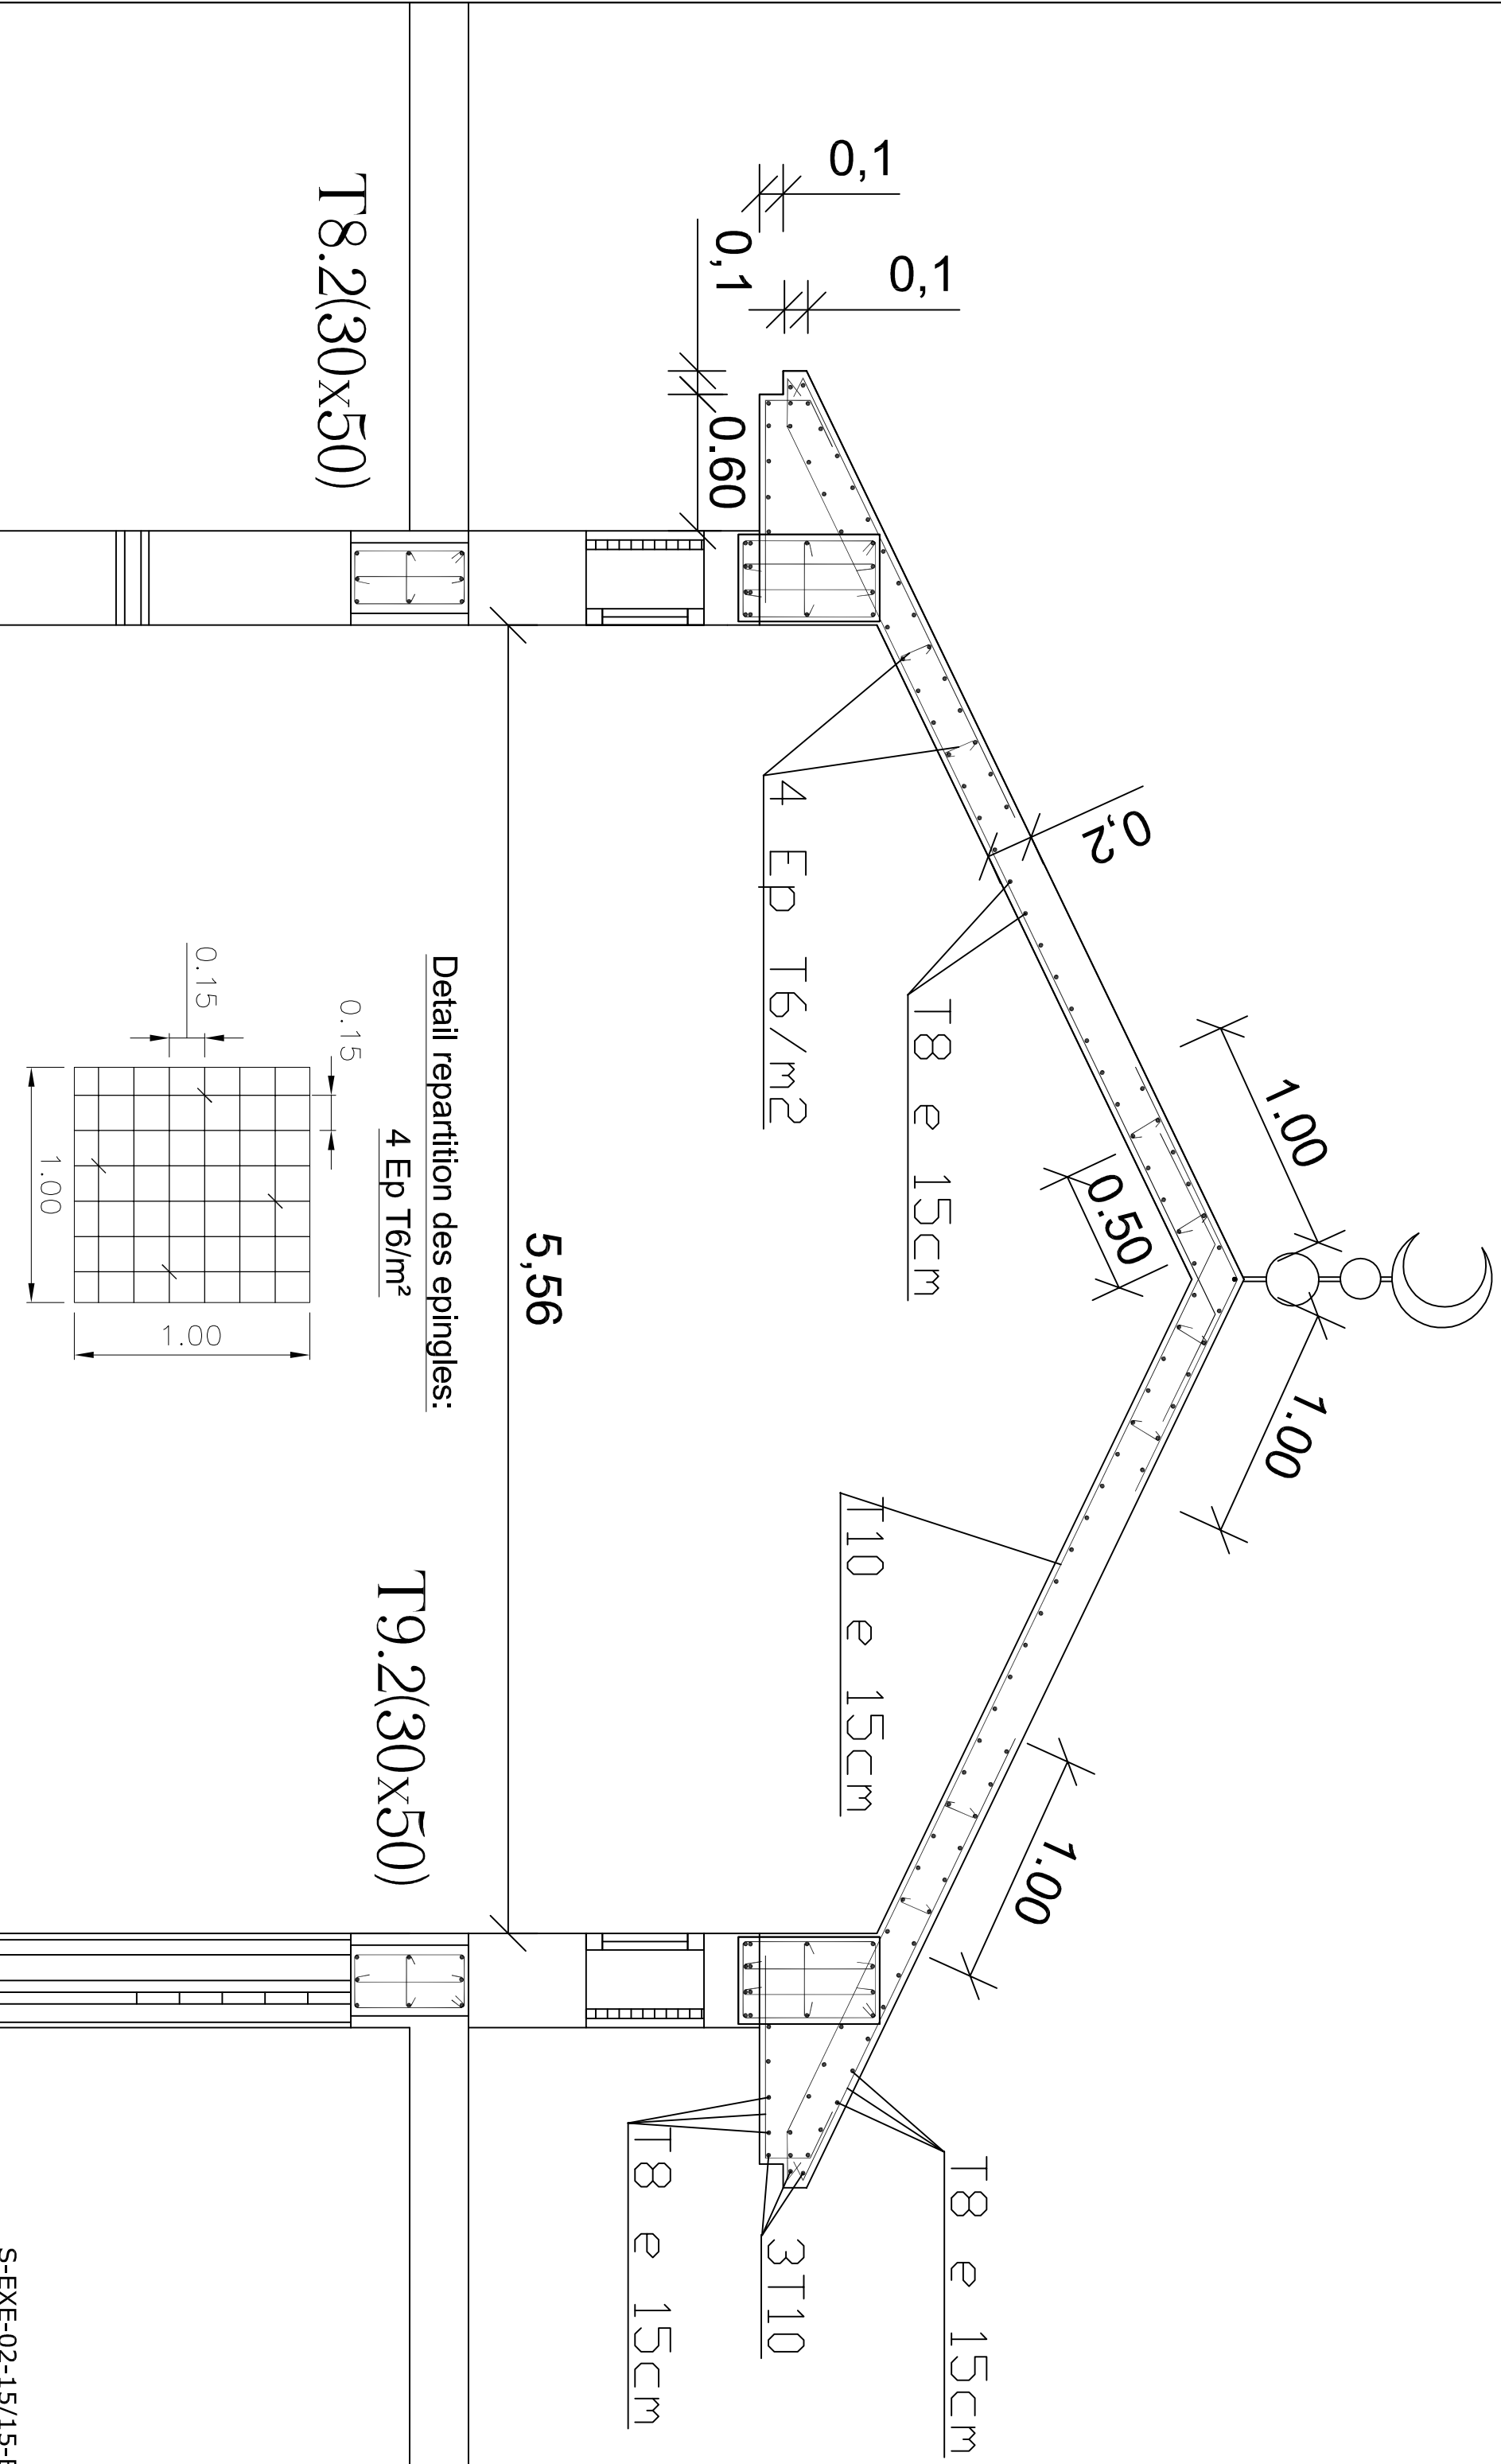 1.00
1.00
0,2
0.50
1.00
0,1
0,1
0,1
0.60
T8 e 15cm
T8 e 15cm
T10 e 15cm
4 Ep T6/m2
3T10
T8 e 15cm
5,56
T8.2(30x50)
T9.2(30x50)
Detail repartition des epingles:
4 Ep T6/m²
0.15
0.15
1.00
1.00